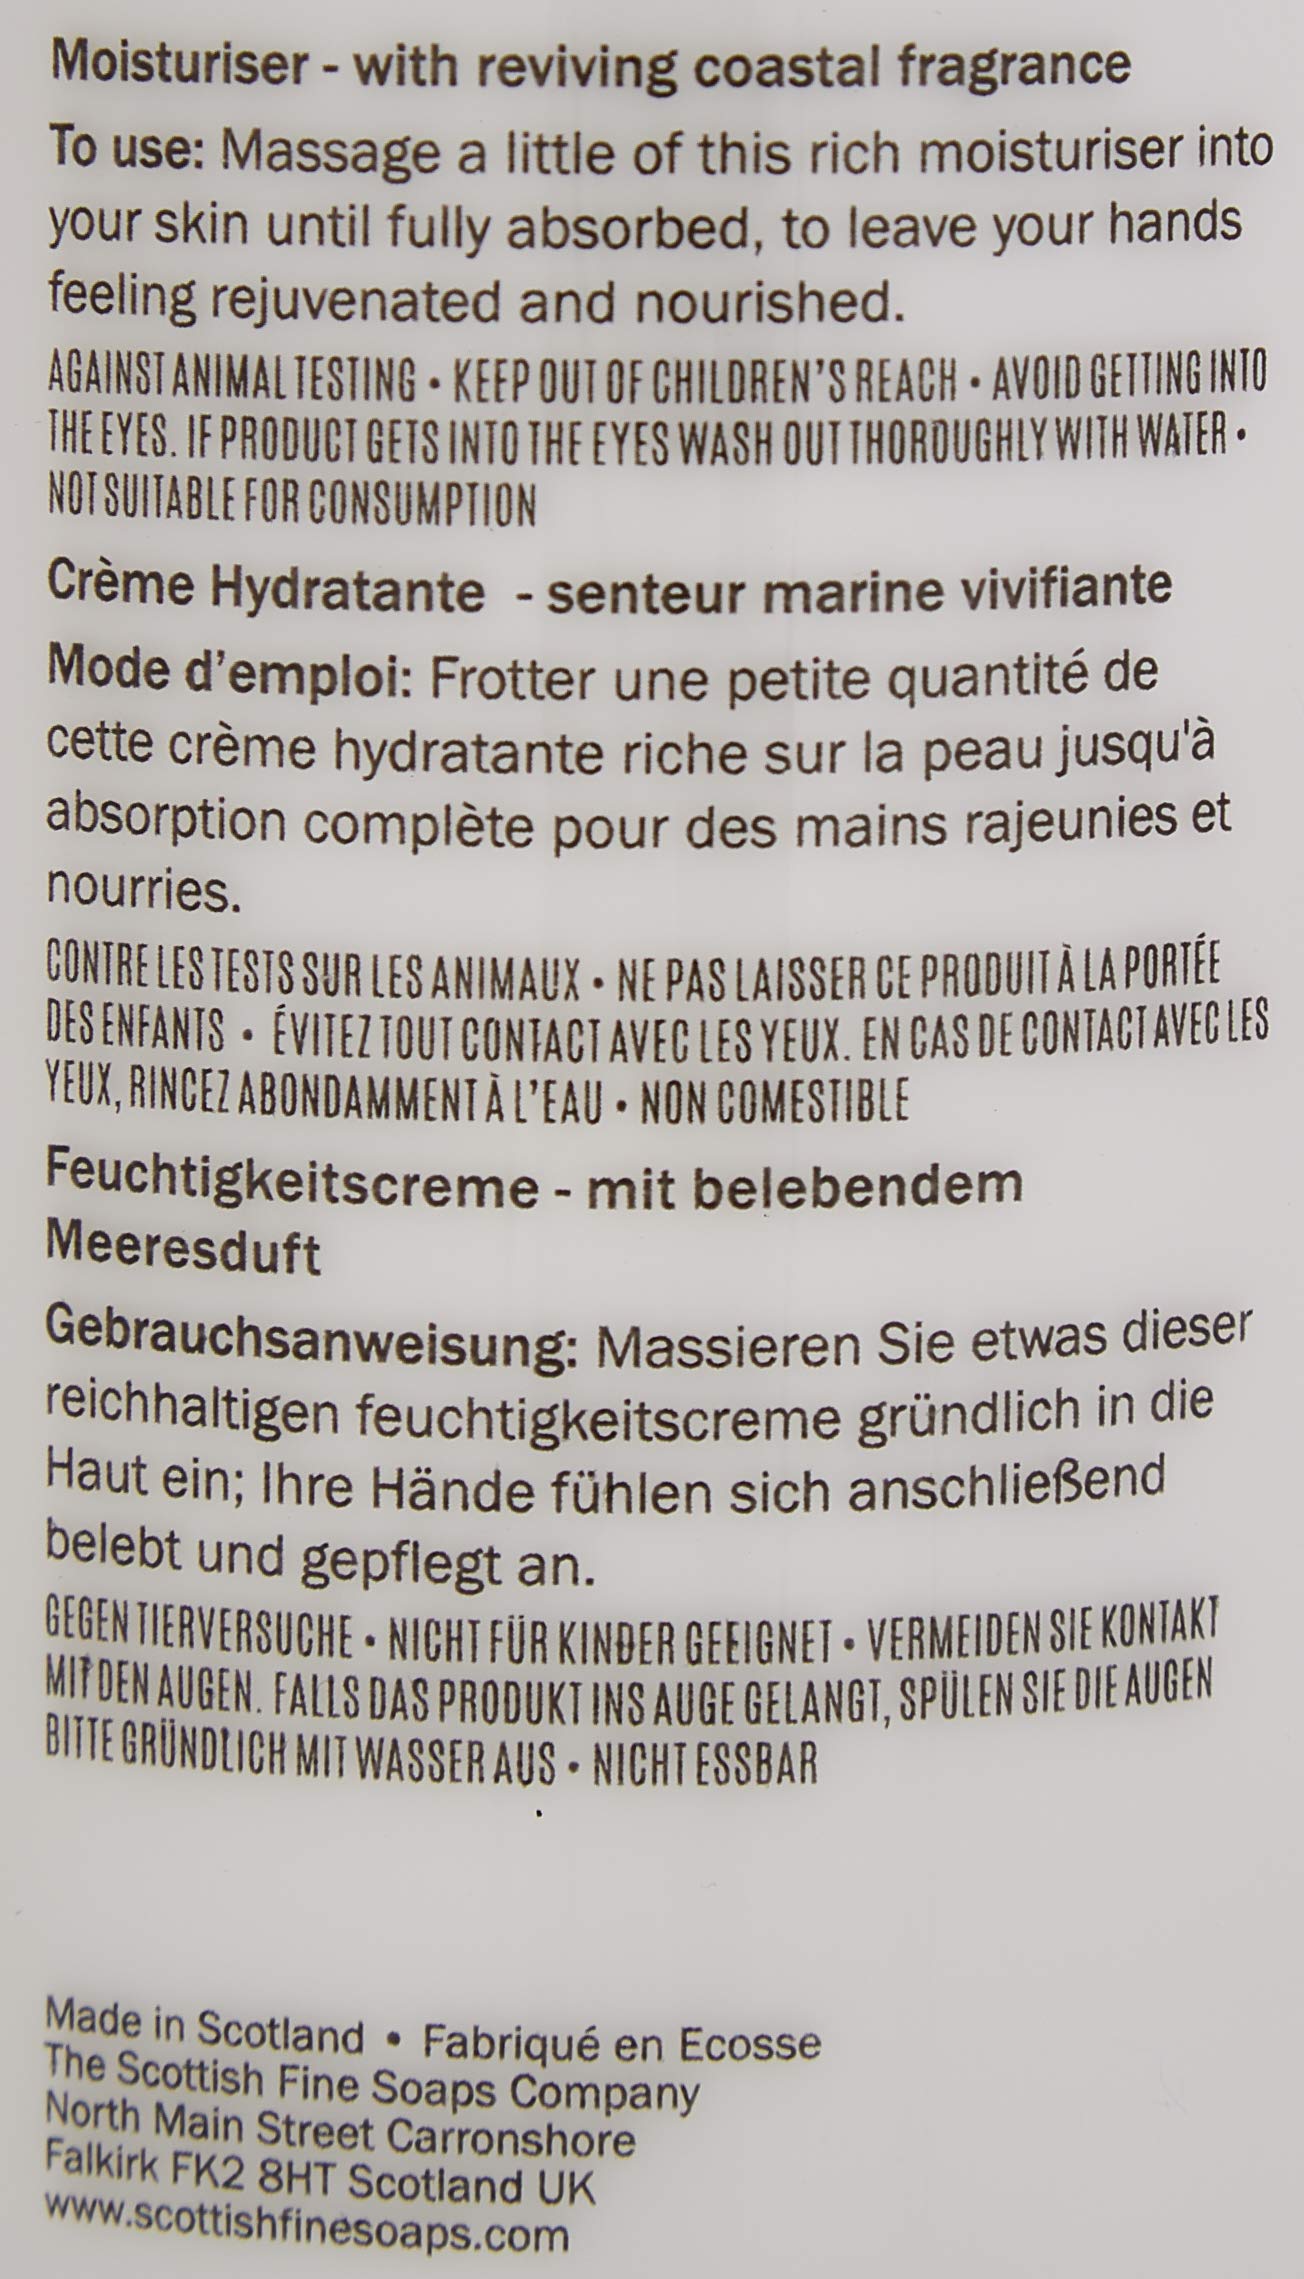 Moisturiser - with reviving coastal fragrance
To use: Massage a little of this rich moisturiser into
your skin until fully absorbed, to leave your hands
feeling rejuvenated and nourished.
AGAINST ANIMAL TESTING • KEEP OUT OF CHILDREN'S REACH • AVOID GETTING INTO
THE EYES. IF PRODUCT GETS INTO THE EYES WASH OUT THOROUGHLY WITH WATER •
NOT SUITABLE FOR CONSUMPTION
Crème Hydratante - senteur marine vivifiante
Mode d'emploi: Frotter une petite quantité de
cette crème hydratante riche sur la peau jusqu'à
absorption complète pour des mains rajeunies et
nourries.
CONTRE LES TESTS SUR LES ANIMAUX • NE PAS LAISSER CE PRODUIT À LA PORTÉE
DES ENFANTS • ÉVITEZ TOUT CONTACT AVEC LES YEUX. EN CAS DE CONTACT AVEC LES
YEUX, RINCEZ ABONDAMMENT À L'EAU • NON COMESTIBLE
Feuchtigkeitscreme - mit belebendem
Meeresduft
Gebrauchsanweisung: Massieren Sie etwas dieser
reichhaltigen feuchtigkeitscreme gründlich in die
Haut ein; Ihre Hände fühlen sich anschließend
belebt und gepflegt an.
GEGEN TIERVERSUCHE • NICHT FÜR KINDER GEEIGNET • VERMEIDEN SIE KONTAKT
MIT DEN AUGEN. FALLS DAS PRODUKT INS AUGE GELANGT, SPÜLEN SIE DIE AUGEN
BITTE GRÜNDLICH MIT WASSER AUS • NICHT ESSBAR
Made in Scotland • Fabriqué en Ecosse
The Scottish Fine Soaps Company
North Main Street Carronshore
Falkirk FK2 8HT Scotland UK
www.scottishfinesoaps.com